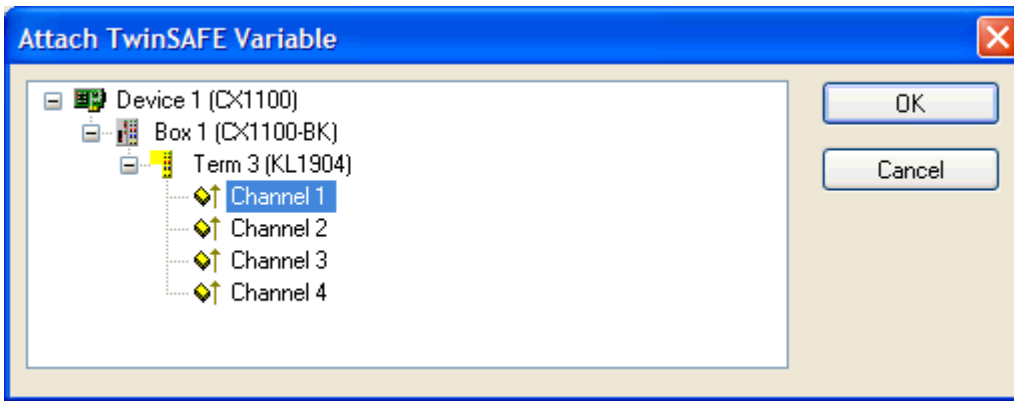 Attach TwinSAFE Variable
Device 1 (CX1100)
OK
Box 1 (CX1100-BK)
Term 3 (KL1904)
Cancel
Channel 1
Channel 2
Channel 3
Channel 4